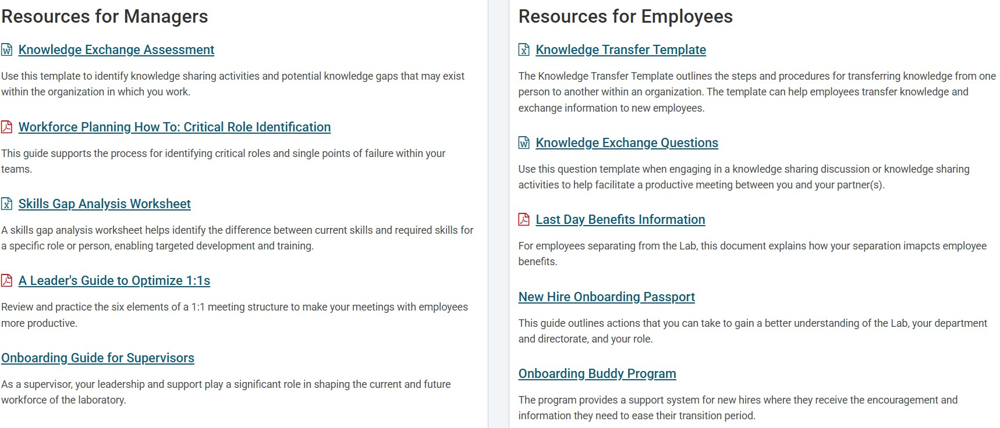 Resources for Managers
Knowledge Exchange Assessment
Use this template to identify knowledge sharing activities and potential knowledge gaps that may exist
within the organization in which you work.
Workforce Planning How To: Critical Role Identification
This guide supports the process for identifying critical roles and single points of failure within your
teams.
Skills Gap Analysis Worksheet
A skills gap analysis worksheet helps identify the difference between current skills and required skills for
a specific role or person, enabling targeted development and training.
A Leader's Guide to Optimize 1:1s
Review and practice the six elements of a 1:1 meeting structure to make your meetings with employees
more productive.
Onboarding Guide for Supervisors
As a supervisor, your leadership and support play a significant role in shaping the current and future
workforce of the laboratory.
Resources for Employees
Knowledge Transfer Template
The Knowledge Transfer Template outlines the steps and procedures for transferring knowledge from one
person to another within an organization. The template can help employees transfer knowledge and
exchange information to new employees.
Knowledge Exchange Questions
Use this question template when engaging in a knowledge sharing discussion or knowledge sharing
activities to help facilitate a productive meeting between you and your partner(s).
Last Day Benefits Information
For employees separating from the Lab, this document explains how your separation imapcts employee
benefits.
New Hire Onboarding Passport
This guide outlines actions that you can take to gain a better understanding of the Lab, your department
and directorate, and your role.
Onboarding Buddy Program
The program provides a support system for new hires where they receive the encouragement and
information they need to ease their transition period.